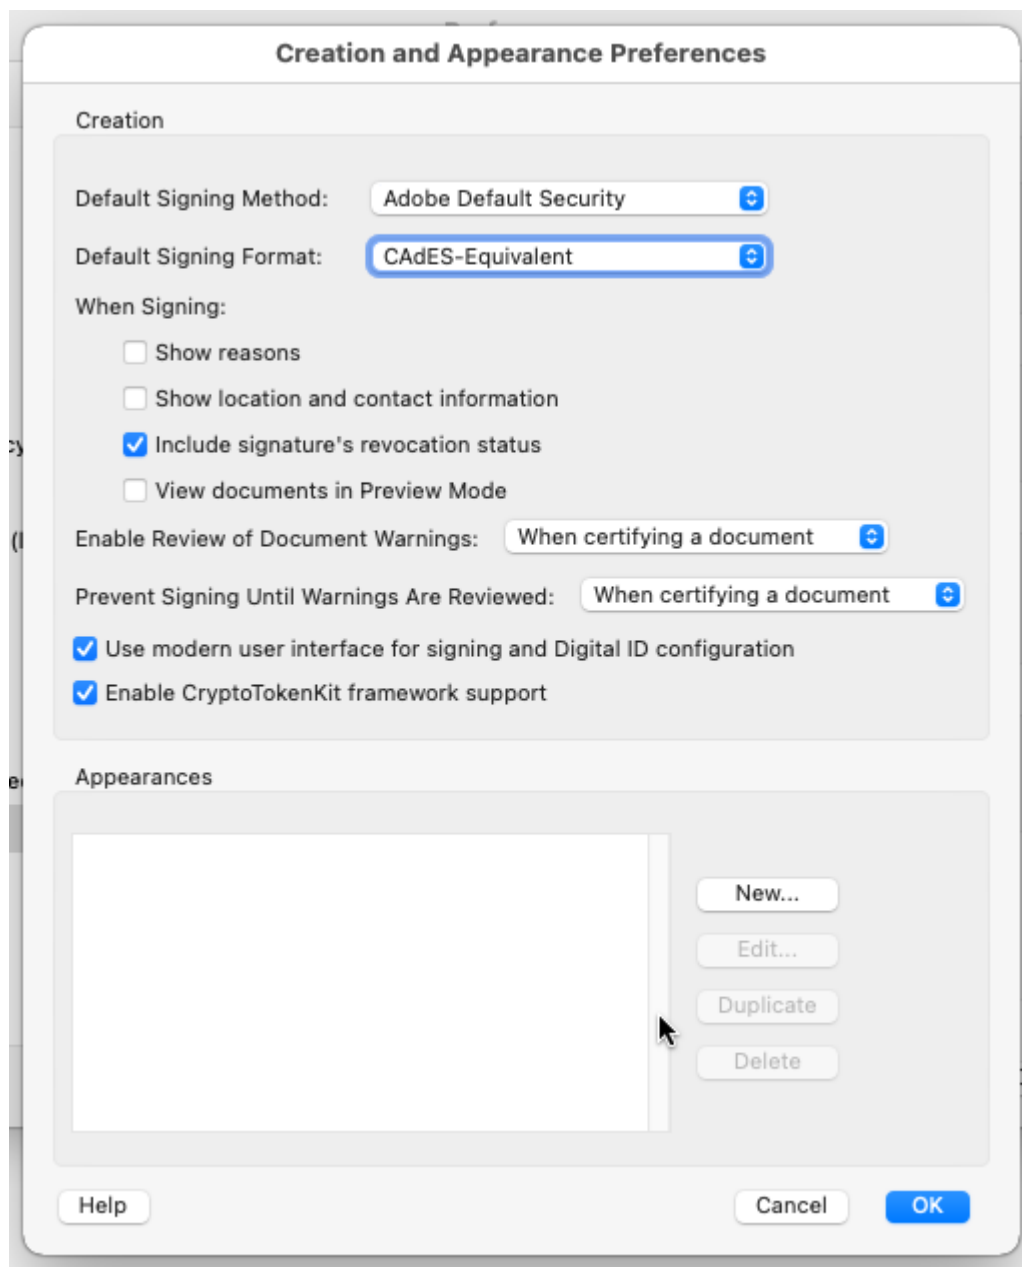 Creation and Appearance Preferences
Creation
Default Signing Method: Adobe Default Security
Default Signing Format: CAdES-Equivalent
When Signing:
Show reasons
Show location and contact information
Include signature's revocation status
View documents in Preview Mode
Enable Review of Document Warnings: When certifying a document
Prevent Signing Until Warnings Are Reviewed: When certifying a document
Use modern user interface for signing and Digital ID configuration
Enable CryptoTokenKit framework support
Appearances
New...
Edit...
Duplicate
Delete
Help Cancel OK